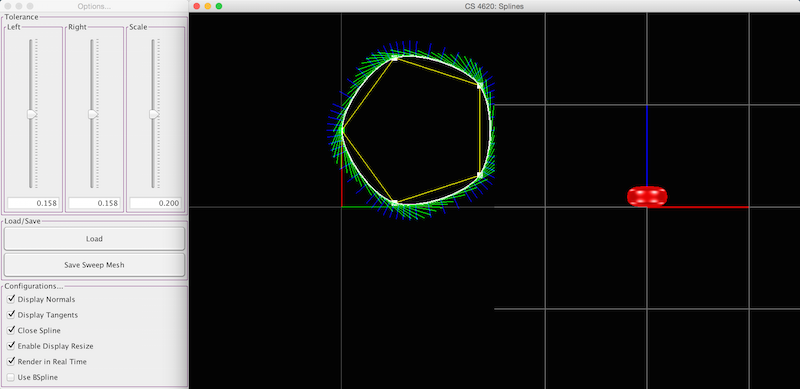 Options...
CS 4620: Splines
Tolerance
Left Right Scale
0.158 0.158 0.200
Load/Save
Load
Save Sweep Mesh
Configurations...
Display Normals
Display Tangents
Close Spline
Enable Display Resize
Render in Real Time
Use BSpline